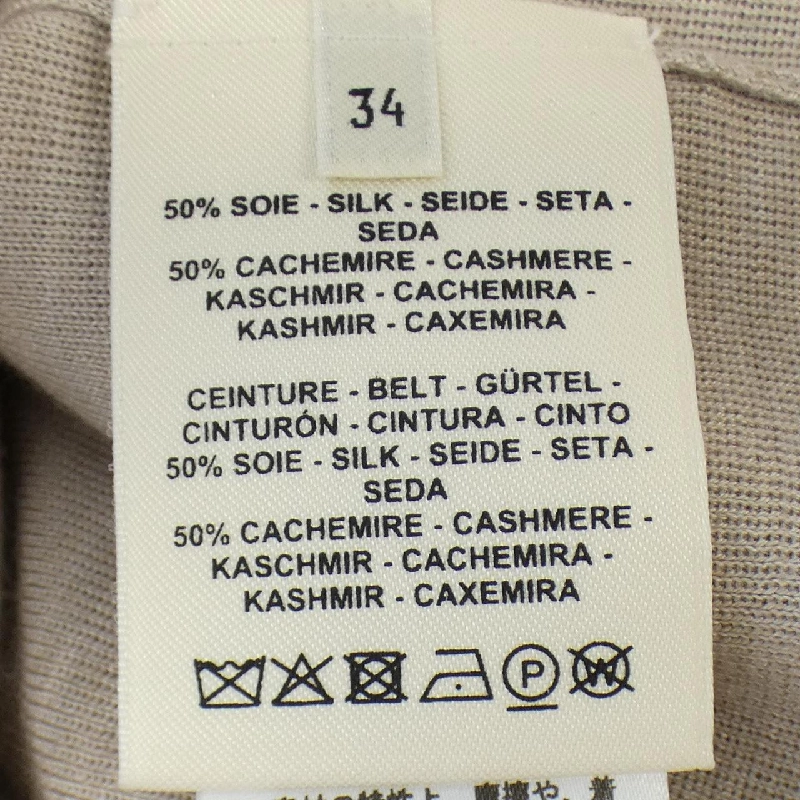 34
50% SOIE - SILK - SEIDE - SETA -
SEDA
50% CACHEMIRE - CASHMERE -
KASCHMIR - CACHEMIRA -
KASHMIR - CAXEMIRA
CEINTURE - BELT - GÜRTEL -
CINTURÓN - CINTURA - CINTO
50% SOIE - SILK - SEIDE - SETA -
SEDA
50% CACHEMIRE - CASHMERE -
KASCHMIR - CACHEMIRA -
KASHMIR - CAXEMIRA
P W